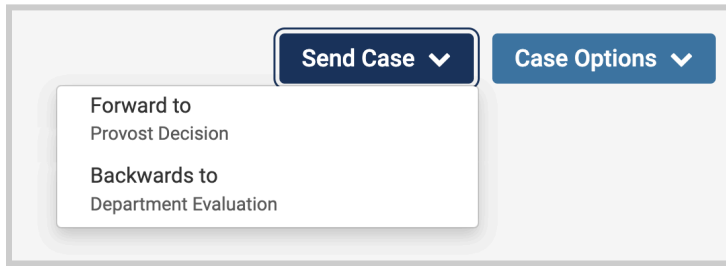 Send Case
Case Options
Forward to
Provost Decision
Backwards to
Department Evaluation